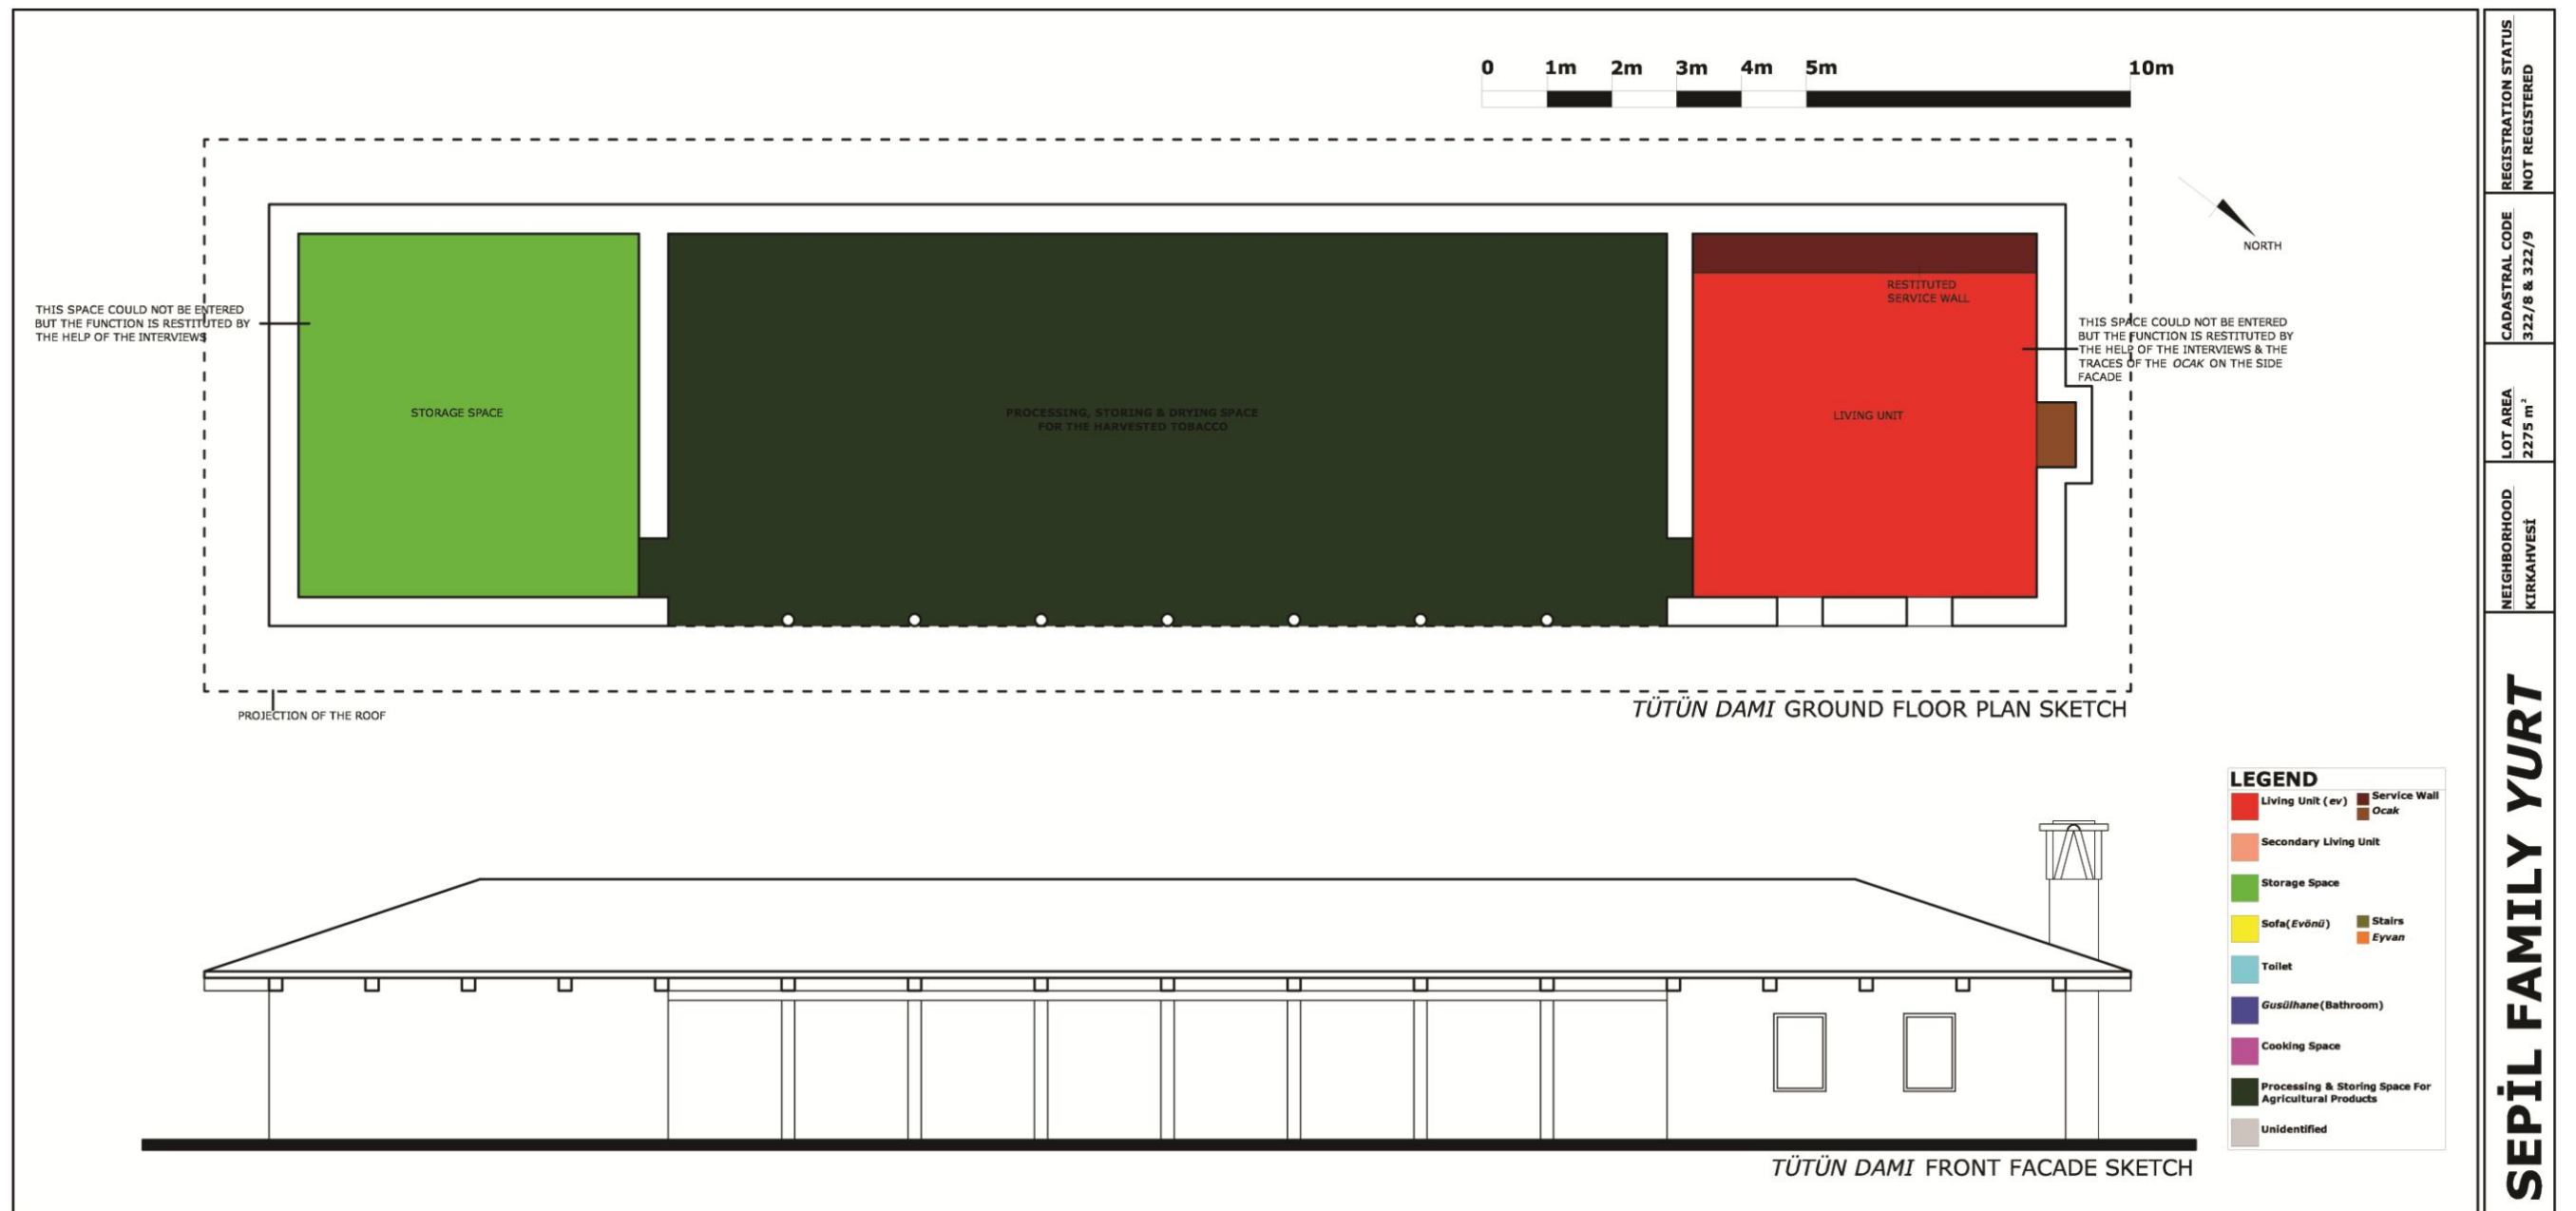 0 1m 2m 3m 4m 5m 10m
NORTH
THIS SPACE COULD NOT BE ENTERED
BUT THE FUNCTION IS RESTITUTED BY
THE HELP OF THE INTERVIEWS
STORAGE SPACE
PROCESSING, STORING & DRYING SPACE
FOR THE HARVESTED TOBACCO
RESTITUTED
SERVICE WALL
LIVING UNIT
THIS SPACE COULD NOT BE ENTERED
BUT THE FUNCTION IS RESTITUTED BY
THE HELP OF THE INTERVIEWS & THE
TRACES OF THE OCAK ON THE SIDE
FACADE
PROJECTION OF THE ROOF
TÜTÜN DAMI GROUND FLOOR PLAN SKETCH
LEGEND
Living Unit (ev)
Service Wall
Ocak
Secondary Living Unit
Storage Space
Sofa(Evönü)
Stairs
Eyvan
Toilet
Gusülhane(Bathroom)
Cooking Space
Processing & Storing Space For
Agricultural Products
Unidentified
TÜTÜN DAMI FRONT FACADE SKETCH
REGISTRATION STATUS
NOT REGISTERED
CADASTRAL CODE
322/8 & 322/9
LOT AREA
2275 m²
NEIGHBORHOOD
KIRKAHVESİ
SEPİL FAMILY YURT